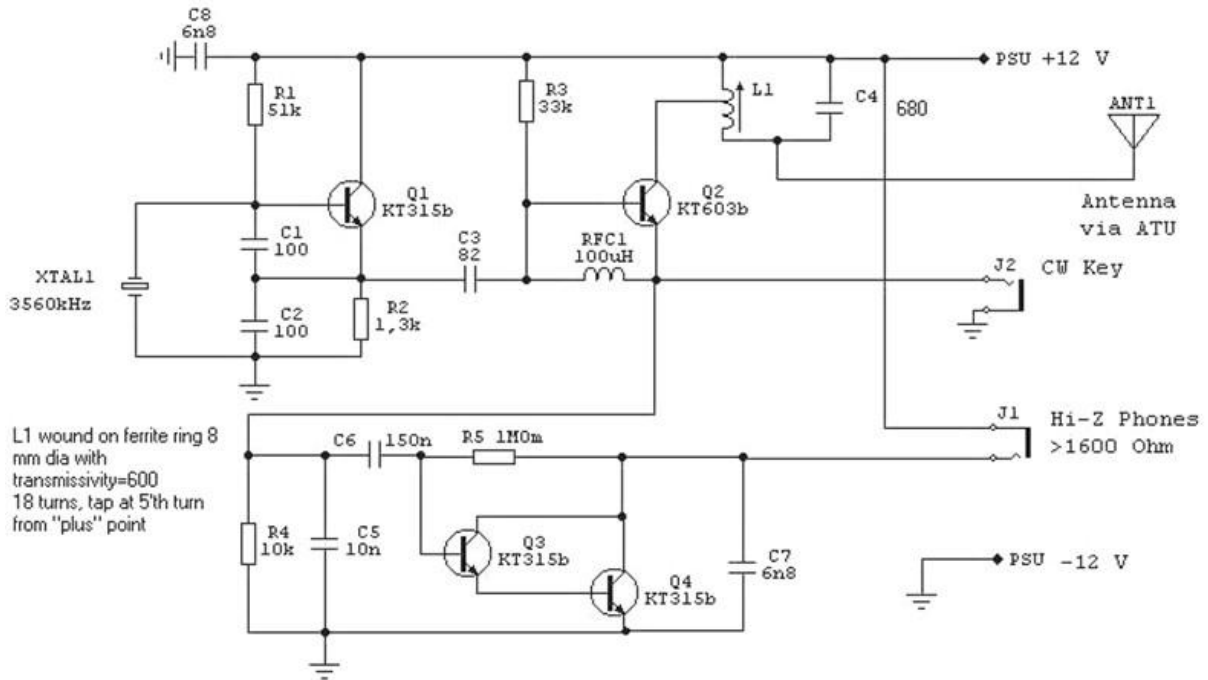 C8
6n8
PSU +12 V
R1
51k
R3
33k
L1
C4
680
ANT1
Q1
KT315b
Q2
KT603b
Antenna
via ATU
C1
100
C3
82
RFC1
100uH
J2
CW Key
XTAL1
3560kHz
C2
100
R2
1,3k
L1 wound on ferrite ring 8
mm dia with
transmissivity=600
18 turns, tap at 5'th turn
from "plus" point
C6
150n
R5 1M0m
J1
Hi-Z Phones
>1600 Ohm
R4
10k
C5
10n
Q3
KT315b
Q4
KT315b
C7
6n8
PSU -12 V